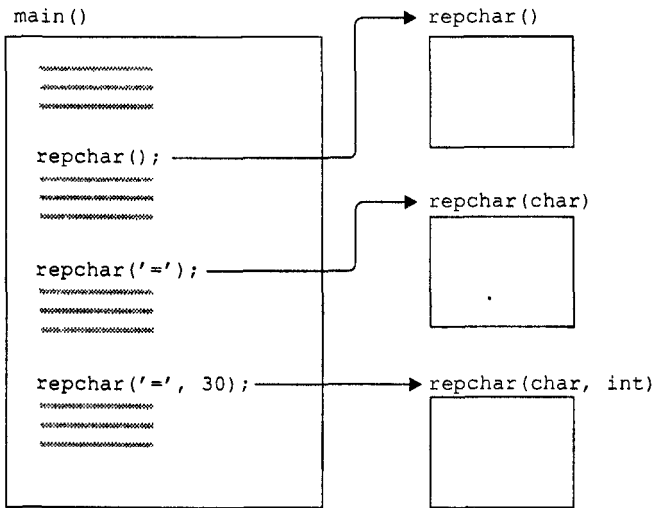 main()
repchar()
repchar();
repchar(char)
repchar('=');
repchar('=', 30);
repchar(char, int)